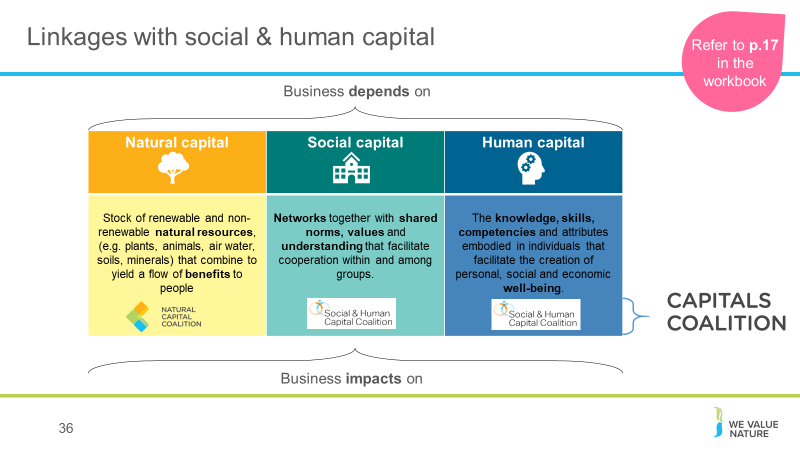 Linkages with social & human capital
Refer to p.17
in the
workbook
Business depends on
Natural capital
Social capital
Human capital
Stock of renewable and non-
renewable natural resources,
(e.g. plants, animals, air water,
soils, minerals) that combine to
yield a flow of benefits to
people
NATURAL
CAPITAL
COALITION
Networks together with shared
norms, values and
understanding that facilitate
cooperation within and among
groups.
Social & Human
Capital Coalition
The knowledge, skills,
competencies and attributes
embodied in individuals that
facilitate the creation of
personal, social and economic
well-being.
Social & Human
Capital Coalition
CAPITALS
COALITION
Business impacts on
36
WE VALUE
NATURE